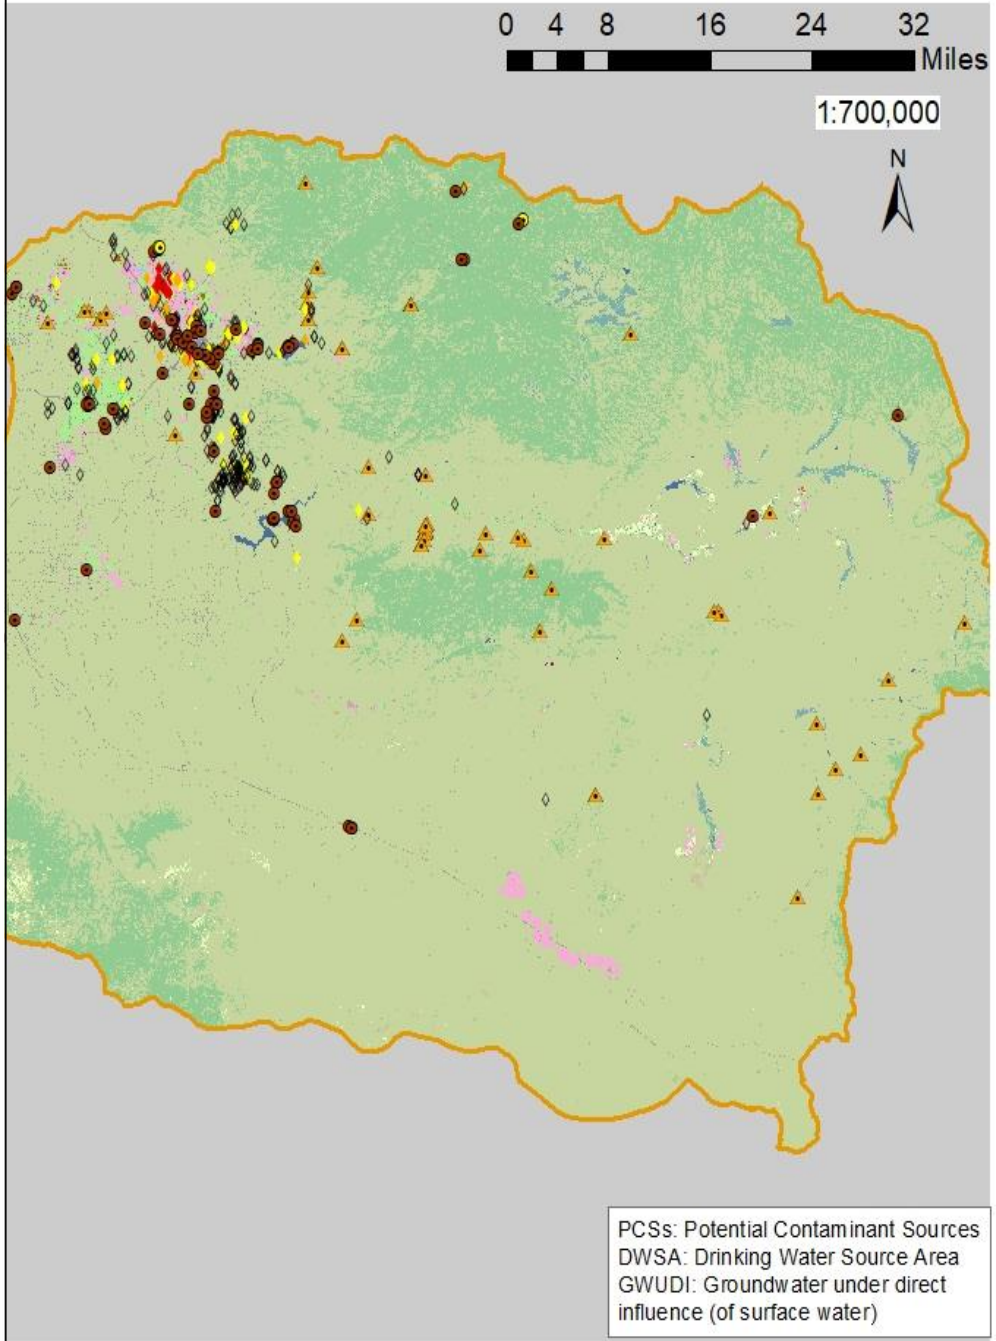 0 4 8 16 24 32
Miles
1:700,000
N
PCSs: Potential Contaminant Sources
DWSA: Drinking Water Source Area
GWUDI: Groundwater under direct
influence (of surface water)